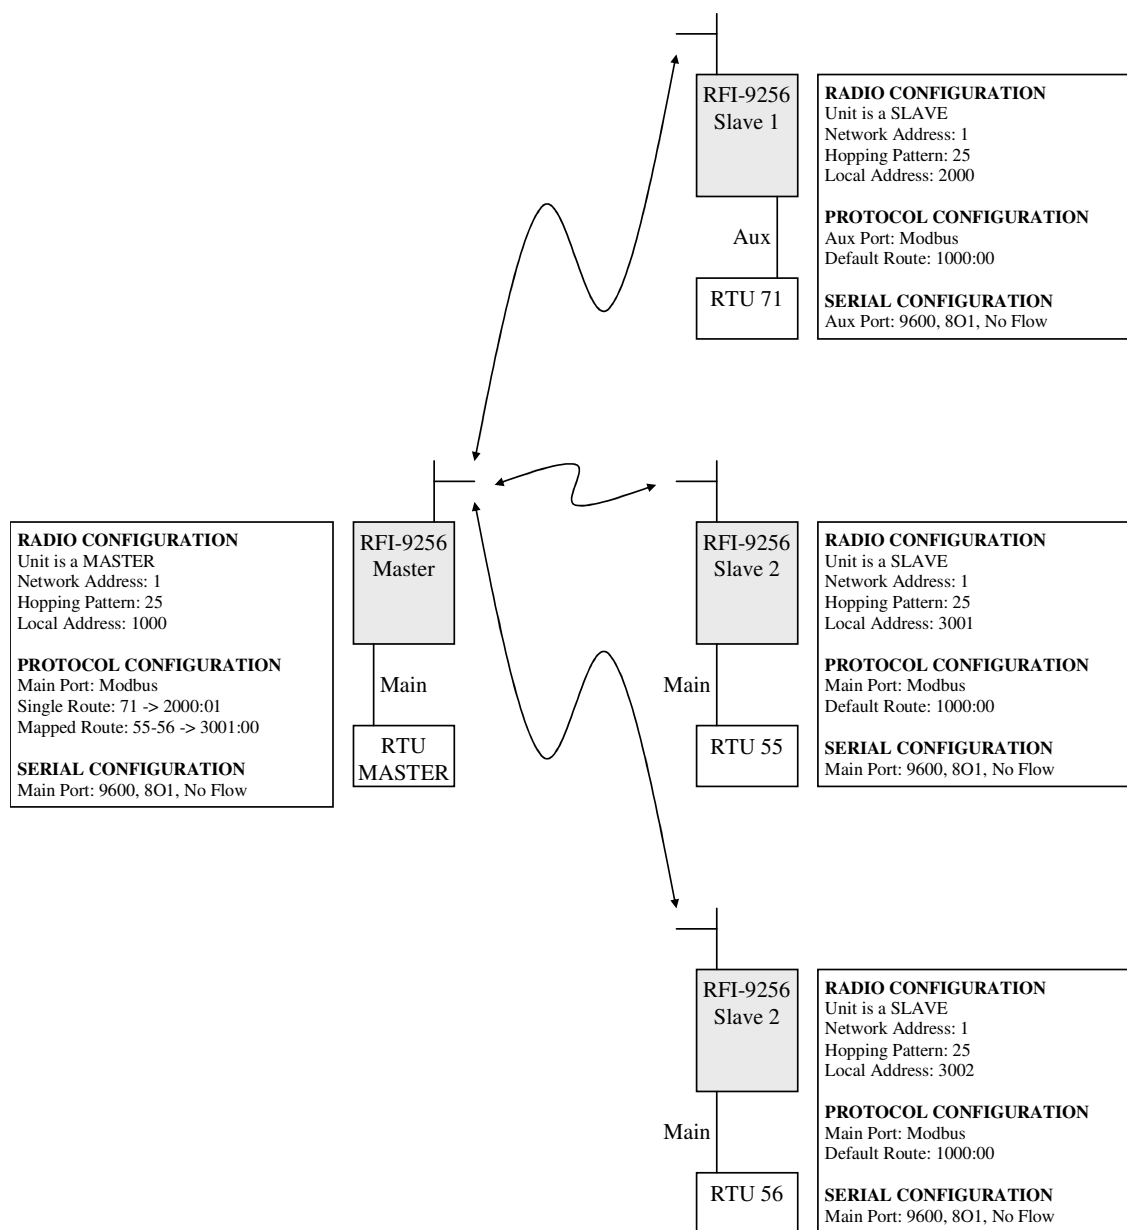 RFI-9256
Slave 1
RADIO CONFIGURATION
Unit is a SLAVE
Network Address: 1
Hopping Pattern: 25
Local Address: 2000
PROTOCOL CONFIGURATION
Aux Port: Modbus
Default Route: 1000:00
SERIAL CONFIGURATION
Aux Port: 9600, 8O1, No Flow
Aux
RTU 71
RADIO CONFIGURATION
Unit is a MASTER
Network Address: 1
Hopping Pattern: 25
Local Address: 1000
PROTOCOL CONFIGURATION
Main Port: Modbus
Single Route: 71 -> 2000:01
Mapped Route: 55-56 -> 3001:00
SERIAL CONFIGURATION
Main Port: 9600, 8O1, No Flow
RFI-9256
Master
Main
RTU
MASTER
RFI-9256
Slave 2
Main
RTU 55
RADIO CONFIGURATION
Unit is a SLAVE
Network Address: 1
Hopping Pattern: 25
Local Address: 3001
PROTOCOL CONFIGURATION
Main Port: Modbus
Default Route: 1000:00
SERIAL CONFIGURATION
Main Port: 9600, 8O1, No Flow
RFI-9256
Slave 2
Main
RTU 56
RADIO CONFIGURATION
Unit is a SLAVE
Network Address: 1
Hopping Pattern: 25
Local Address: 3002
PROTOCOL CONFIGURATION
Main Port: Modbus
Default Route: 1000:00
SERIAL CONFIGURATION
Main Port: 9600, 8O1, No Flow